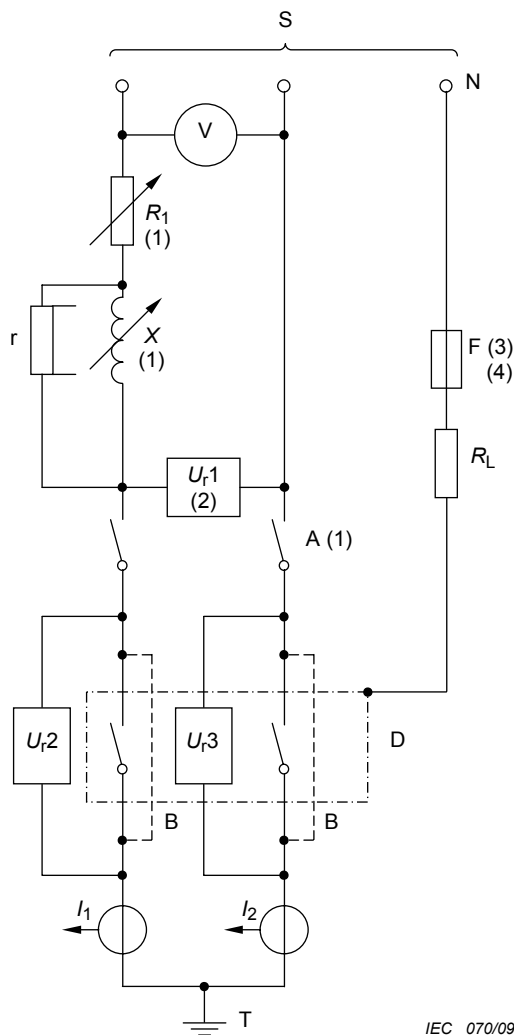 S
N
V
R1
(1)
r
X
(1)
F (3)
(4)
RL
Ur1
(2)
A (1)
Ur2
Ur3
D
B
B
I1
I2
T
IEC 070/09